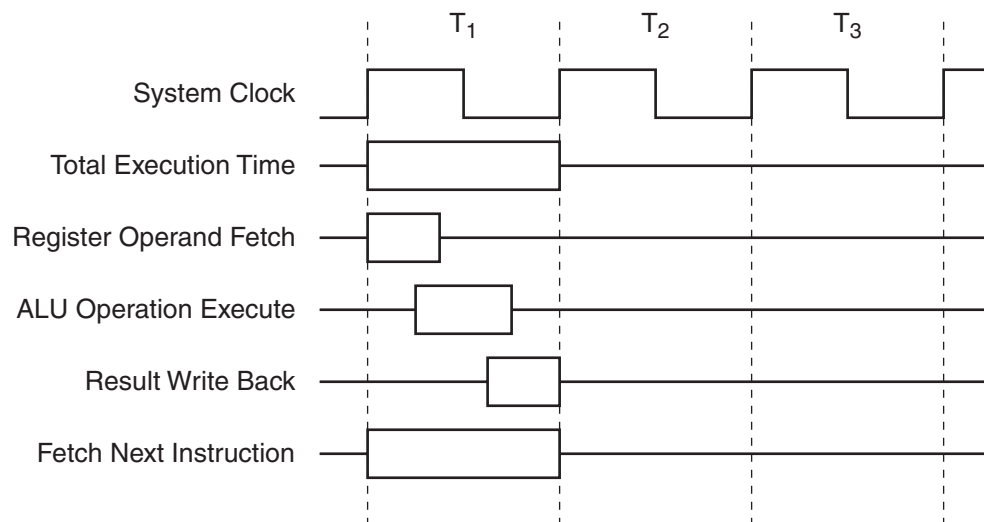 T1 T2 T3
System Clock
Total Execution Time
Register Operand Fetch
ALU Operation Execute
Result Write Back
Fetch Next Instruction